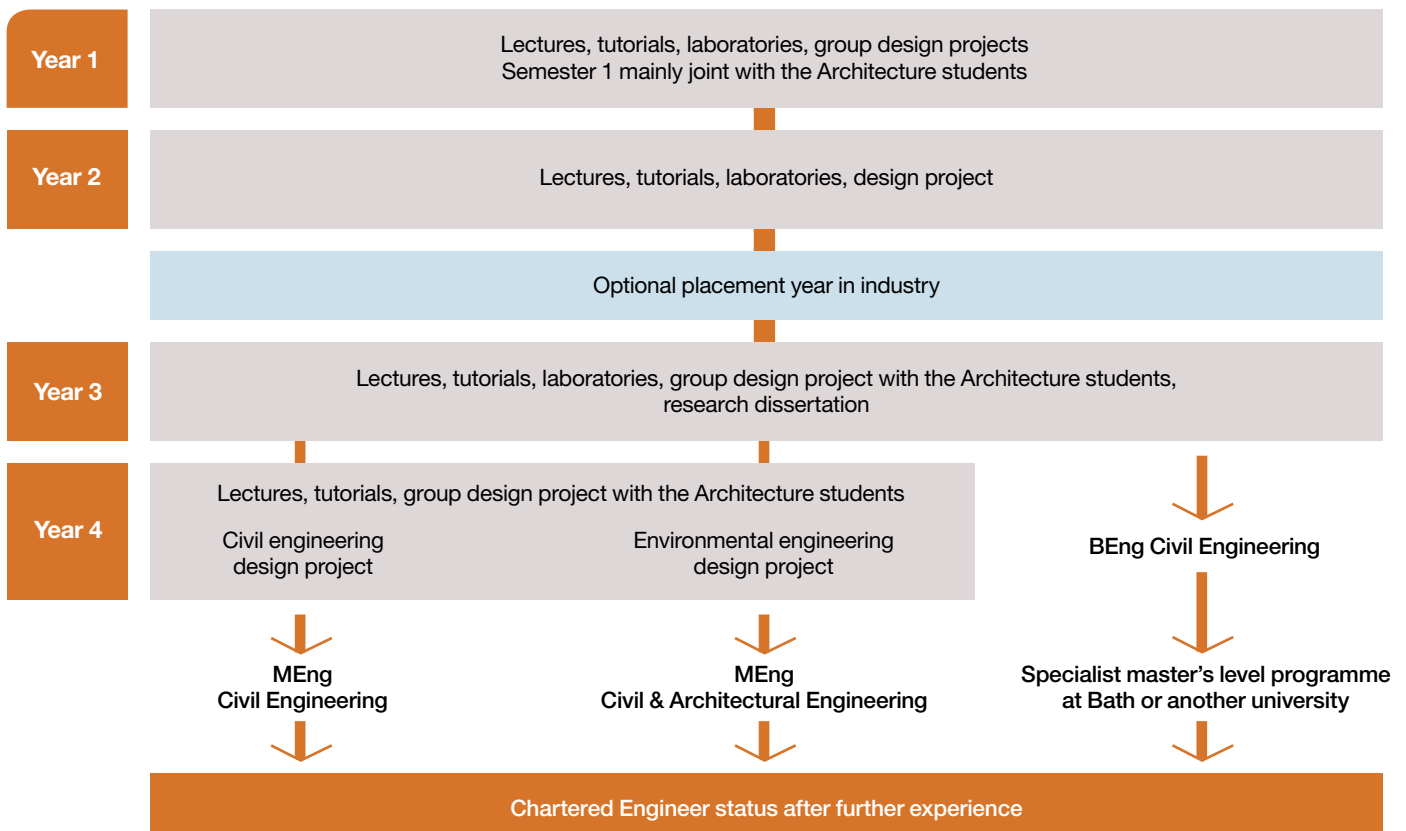 Year 1
Lectures, tutorials, laboratories, group design projects
Semester 1 mainly joint with the Architecture students
Year 2
Lectures, tutorials, laboratories, design project
Optional placement year in industry
Year 3
Lectures, tutorials, laboratories, group design project with the Architecture students,
research dissertation
Year 4
Lectures, tutorials, group design project with the Architecture students
Civil engineering
design project
Environmental engineering
design project
BEng Civil Engineering
MEng
Civil Engineering
MEng
Civil & Architectural Engineering
Specialist master’s level programme
at Bath or another university
Chartered Engineer status after further experience